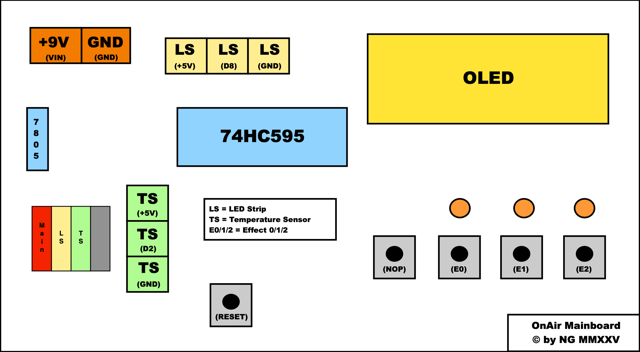 +9V GND
(VIN) (GND)
LS LS LS
(+5V) (D8) (GND)
OLED
7
8
0
5
74HC595
Main
LS
TS
TS
(+5V)
TS
(D2)
TS
(GND)
LS = LED Strip
TS = Temperature Sensor
E0/1/2 = Effect 0/1/2
(NOP) (E0) (E1) (E2)
(RESET)
OnAir Mainboard
© by NG MMXXV